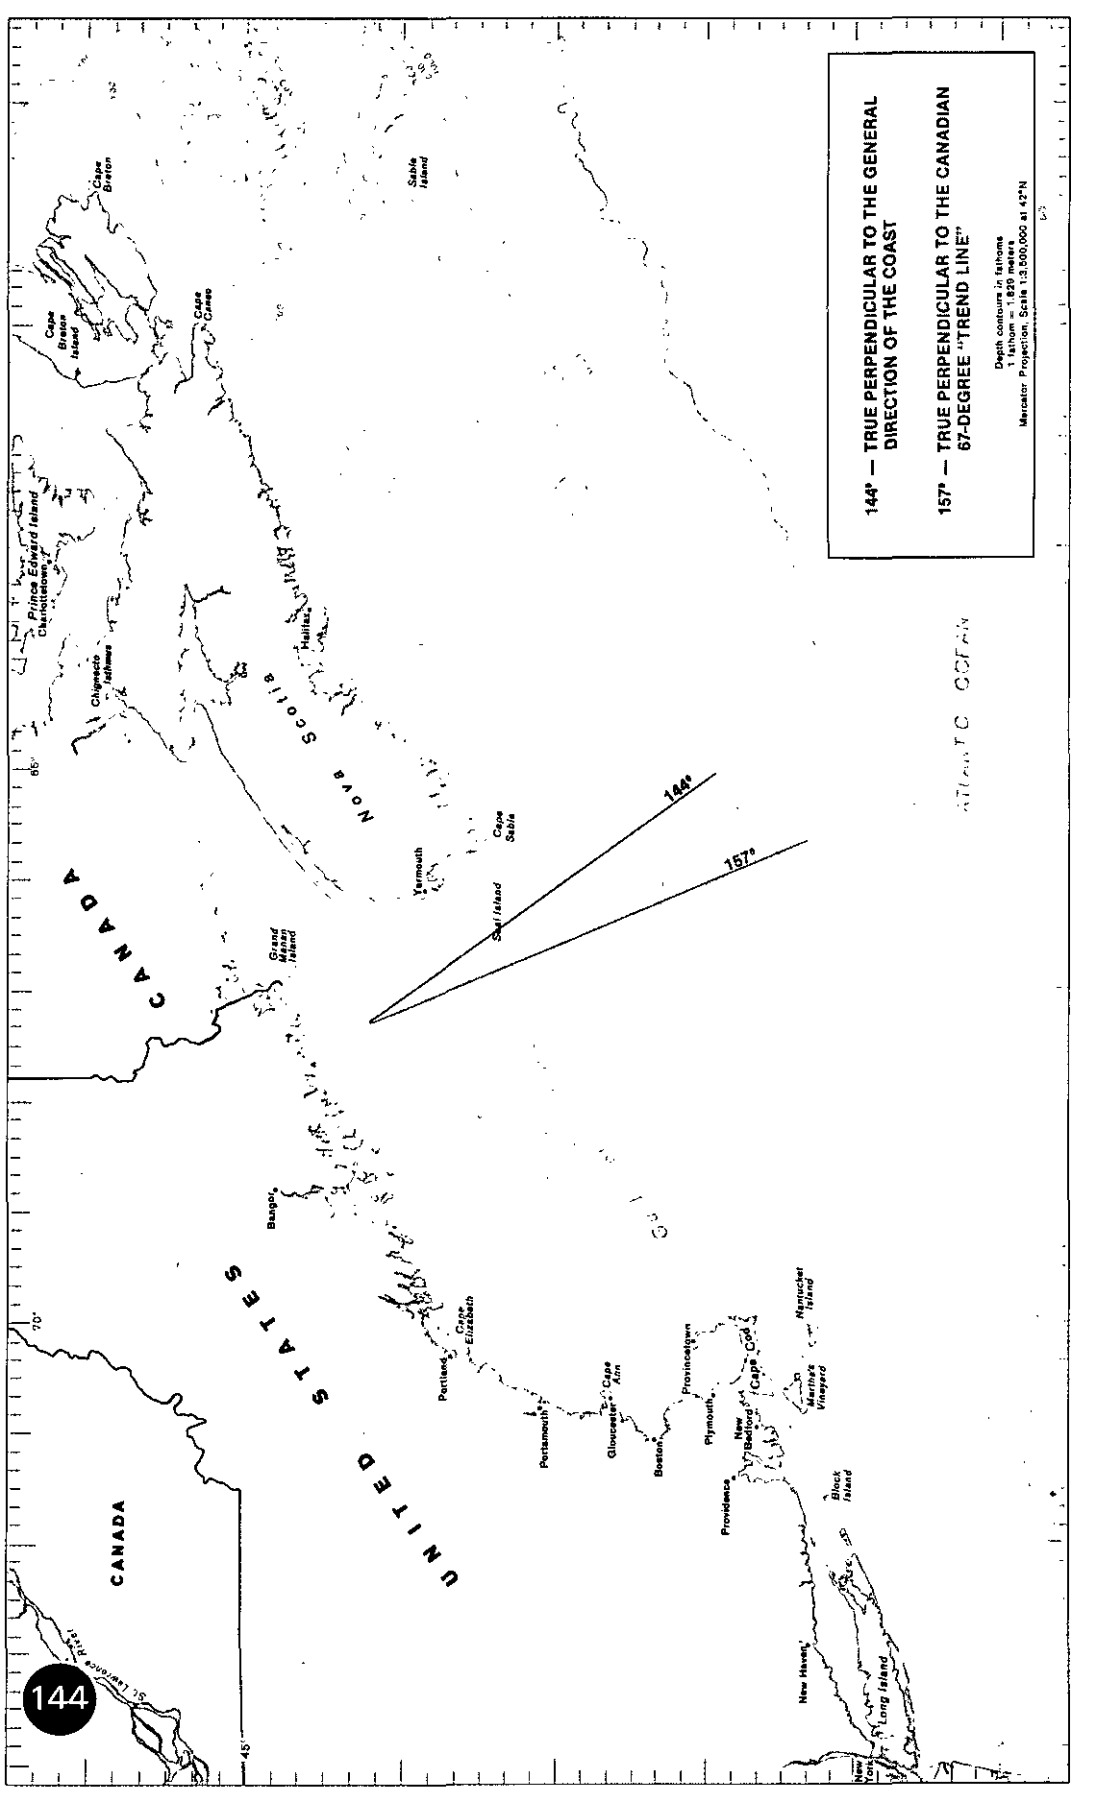 144
144° — TRUE PERPENDICULAR TO THE GENERAL
DIRECTION OF THE COAST
157° — TRUE PERPENDICULAR TO THE CANADIAN
67-DEGREE "TREND LINE"
Depth contours in fathoms
1 fathom = 1.829 meters
Mercator Projection, Scale 1:3,500,000 at 42°N
CANADA
CANADA
UNITED STATES
St. Lawrence River
45°
70°
65°
Prince Edward Island
Charlottetown
Cape
Breton
Island
Cape
Breton
Cape
Canso
Chignecto
Isthmus
Halifax
Nova Scotia
Sable
Island
Grand
Manan
Island
Yarmouth
Cape
Sable
Seal Island
144°
157°
Bangor
Portland
Cape
Elizabeth
Portsmouth
Gloucester
Cape
Ann
Boston
Provincetown
Plymouth
Cape Cod
New
Bedford
Providence
Nantucket
Island
Martha's
Vineyard
Block
Island
New Haven
Long Island
New
York
ATLANTIC OCEAN